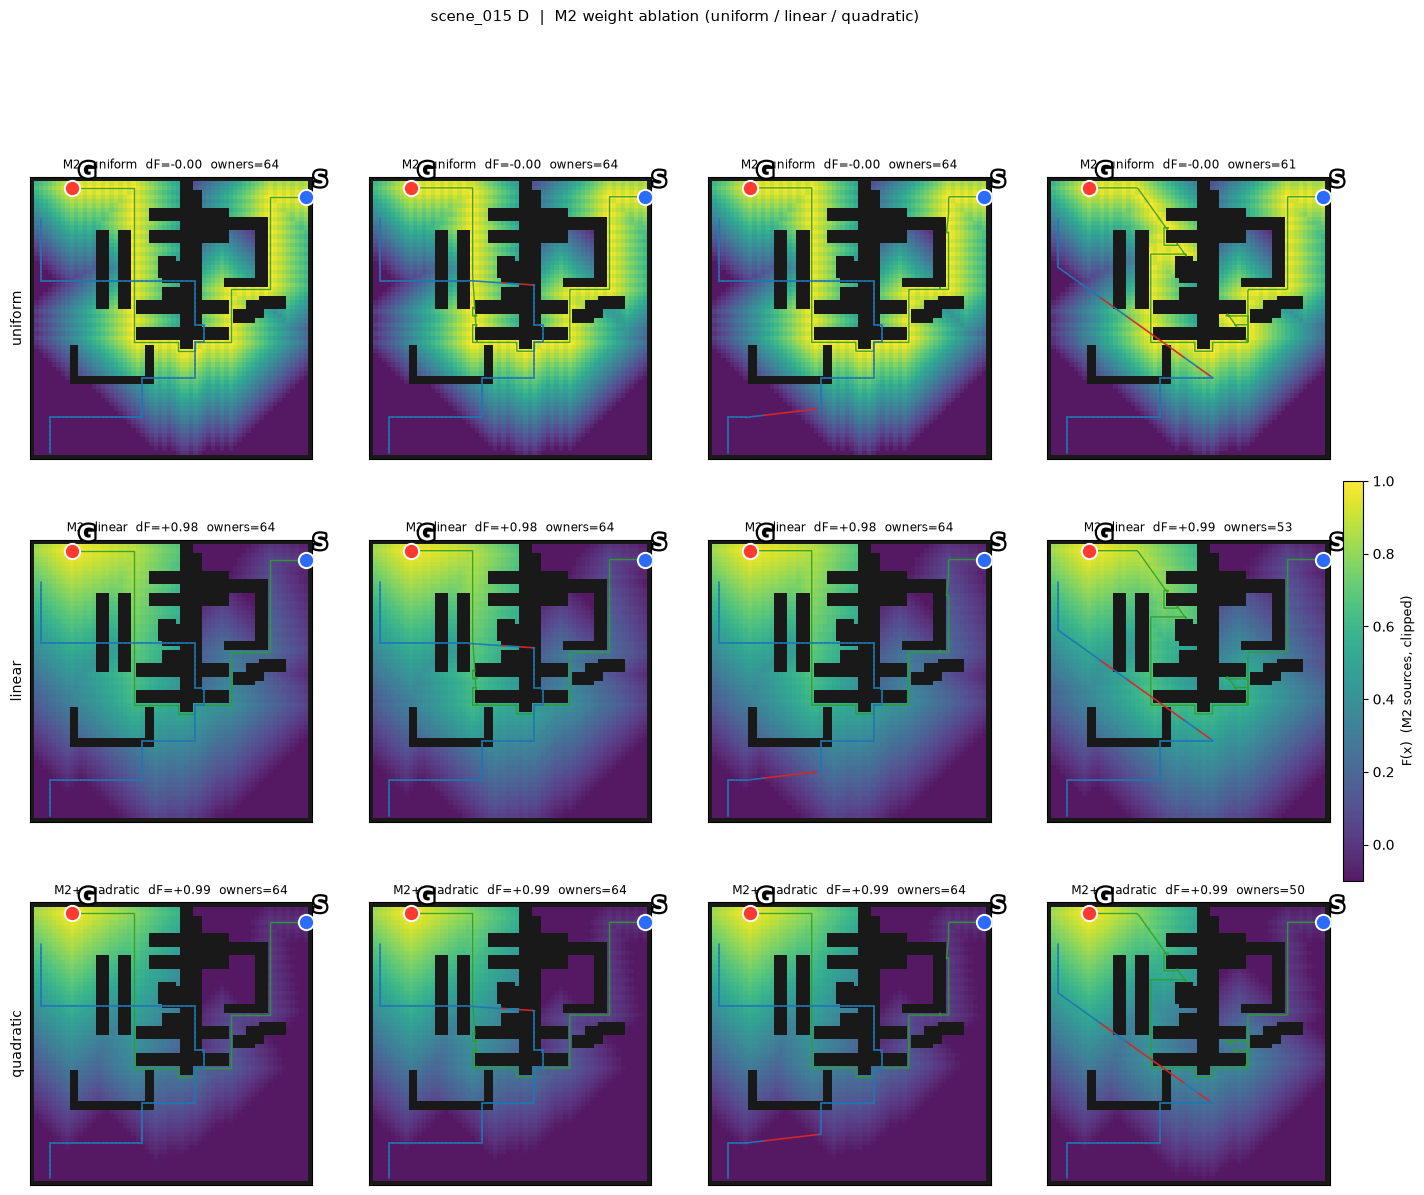 scene_015 D | M2 weight ablation (uniform / linear / quadratic)
dF=-0.00 owners=64
dF=-0.00 owners=64
dF=-0.00 owners=64
dF=-0.00 owners=61
G S G S G S G S
uniform
linear dF=+0.98 owners=64
linear dF=+0.98 owners=64
linear dF=+0.98 owners=64
linear dF=+0.99 owners=53
G S G S G S G S
linear
dF=+0.99 owners=64
dF=+0.99 owners=64
dF=+0.99 owners=64
dF=+0.99 owners=50
G S G S G S G S
quadratic
1.0
0.8
0.6
0.4
0.2
0.0
F(x) (M2 sources, clipped)